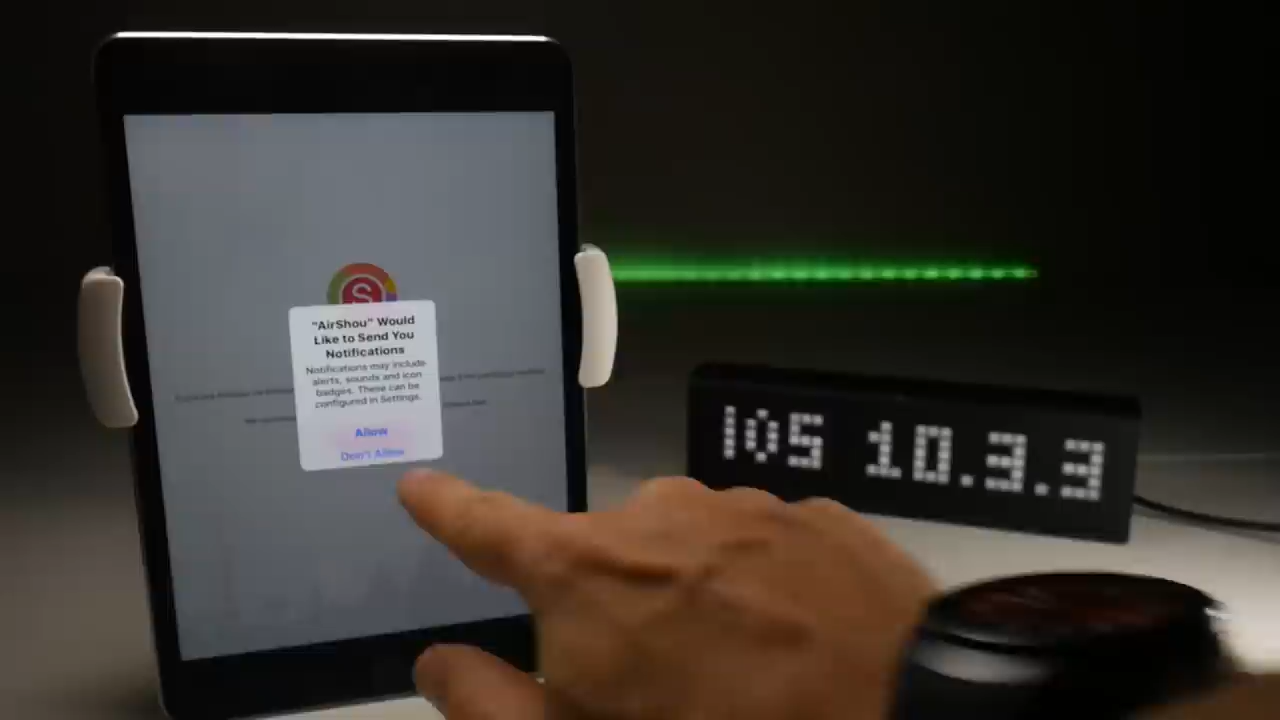 S
"AirShou" Would
Like to Send You
Notifications
Notifications may include
alerts, sounds and icon
badges. These can be
configured in Settings.
Allow
Don't Allow
iOS 10.3.3